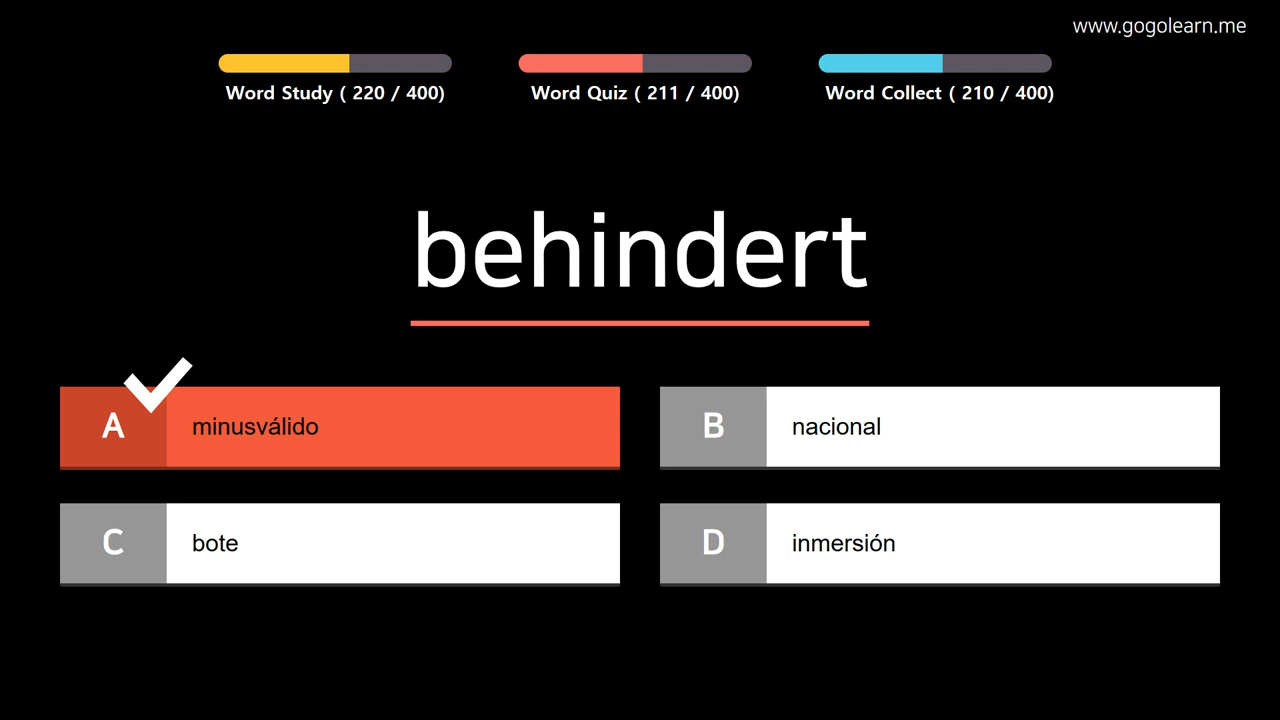 www.gogolearn.me
Word Study ( 220 / 400)
Word Quiz ( 211 / 400)
Word Collect ( 210 / 400)
behindert
A minusválido
B nacional
C bote
D inmersión